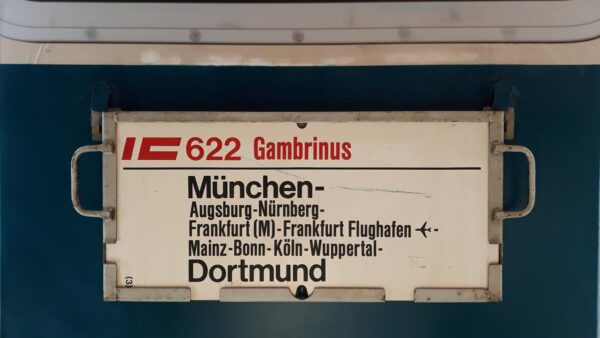 IC 622 Gambrinus
München-
Augsburg-Nürnberg-
Frankfurt (M)-Frankfurt Flughafen ✈-
Mainz-Bonn-Köln-Wuppertal-
Dortmund
(3)